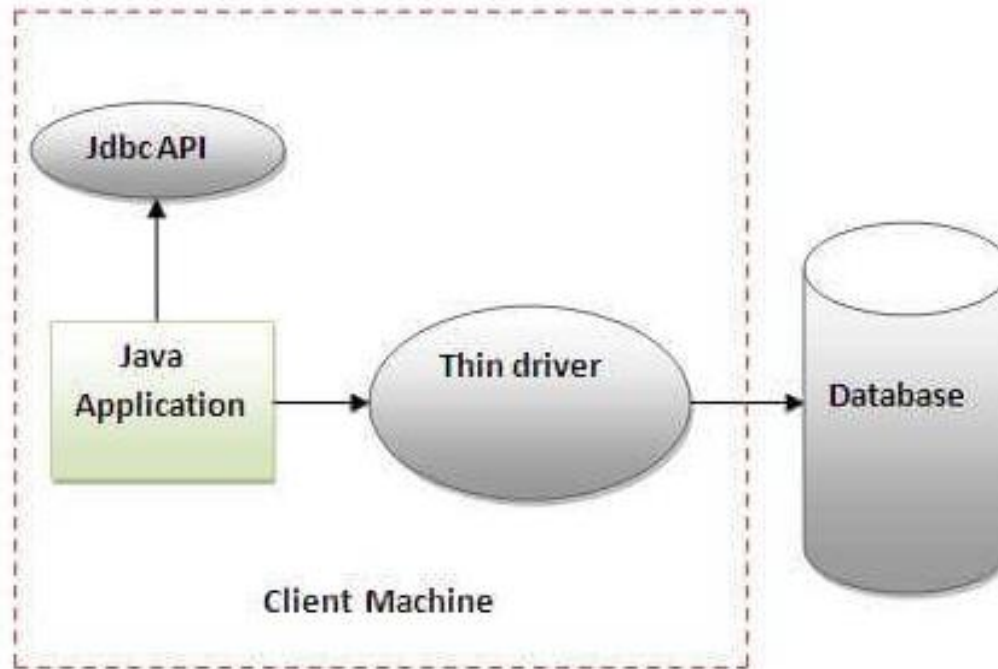 Jdbc API
Java
Application
Thin driver
Database
Client Machine